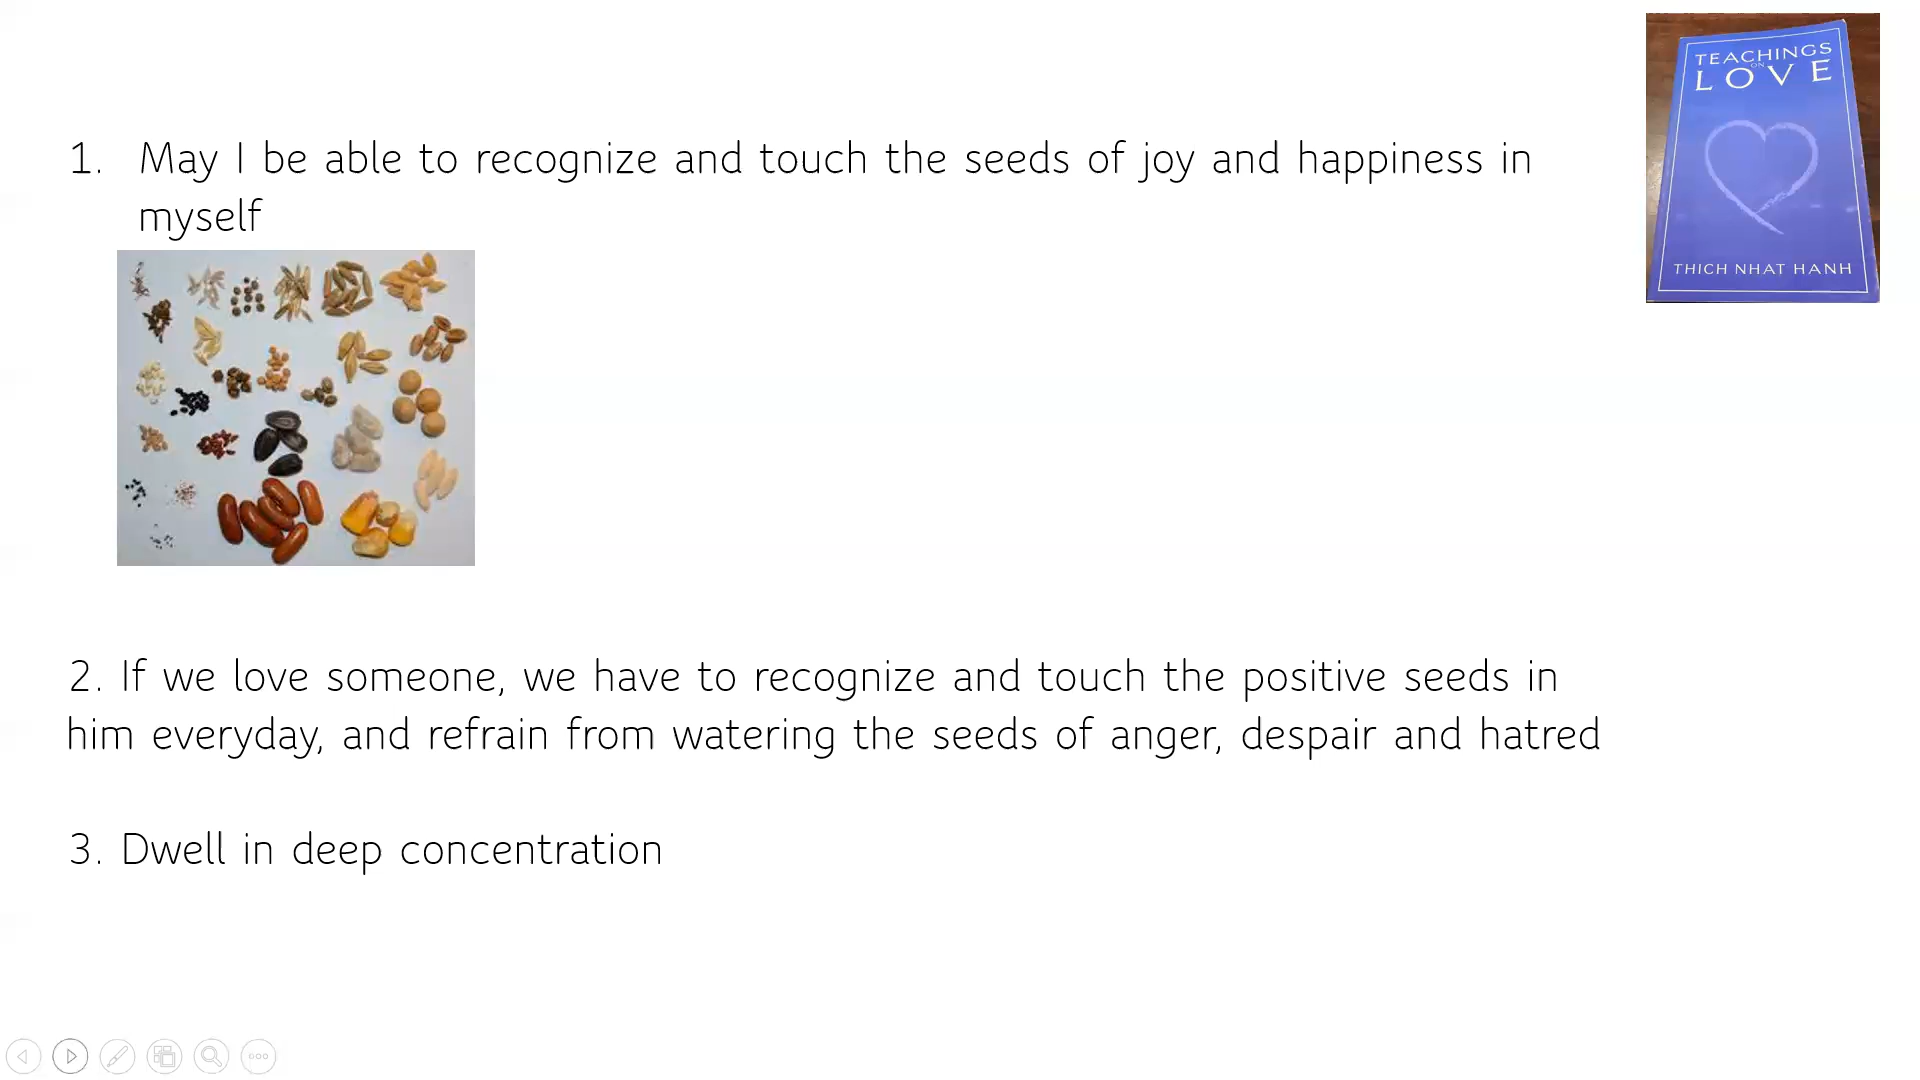 TEACHINGS
ON
LOVE
THICH NHAT HANH
1. May I be able to recognize and touch the seeds of joy and happiness in
myself
2. If we love someone, we have to recognize and touch the positive seeds in
him everyday, and refrain from watering the seeds of anger, despair and hatred
3. Dwell in deep concentration